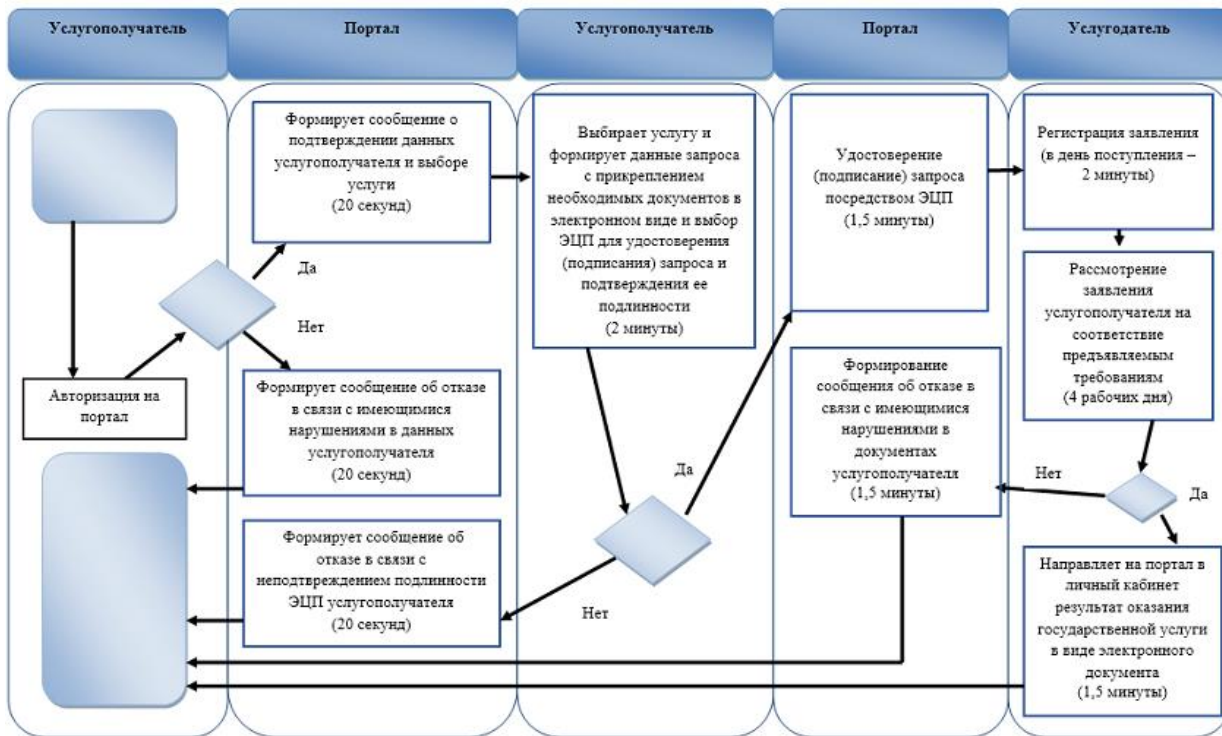 Услугополучатель
Портал
Услугополучатель
Портал
Услугодатель
Формирует сообщение о
подтверждении данных
услугополучателя и выборе
услуги
(20 секунд)
Выбирает услугу и
формирует данные запроса
с прикреплением
необходимых документов в
электронном виде и выбор
ЭЦП для удостоверения
(подписания) запроса и
подтверждения ее
подлинности
(2 минуты)
Удостоверение
(подписание) запроса
посредством ЭЦП
(1,5 минуты)
Регистрация заявления
(в день поступления –
2 минуты)
Да
Нет
Рассмотрение
заявления
услугополучателя на
соответствие
предъявляемым
требованиям
(4 рабочих дня)
Авторизация на
портал
Формирует сообщение об отказе
в связи с имеющимися
нарушениями в данных
услугополучателя
(20 секунд)
Формирование
сообщения об отказе в
связи с имеющимися
нарушениями в
документах
услугополучателя
(1,5 минуты)
Да
Нет
Да
Формирует сообщение об
отказе в связи с
неподтвреждением подлинности
ЭЦП услугополучателя
(20 секунд)
Нет
Направляет на портал в
личный кабинет
результат оказания
государственной услуги
в виде электронного
документа
(1,5 минуты)